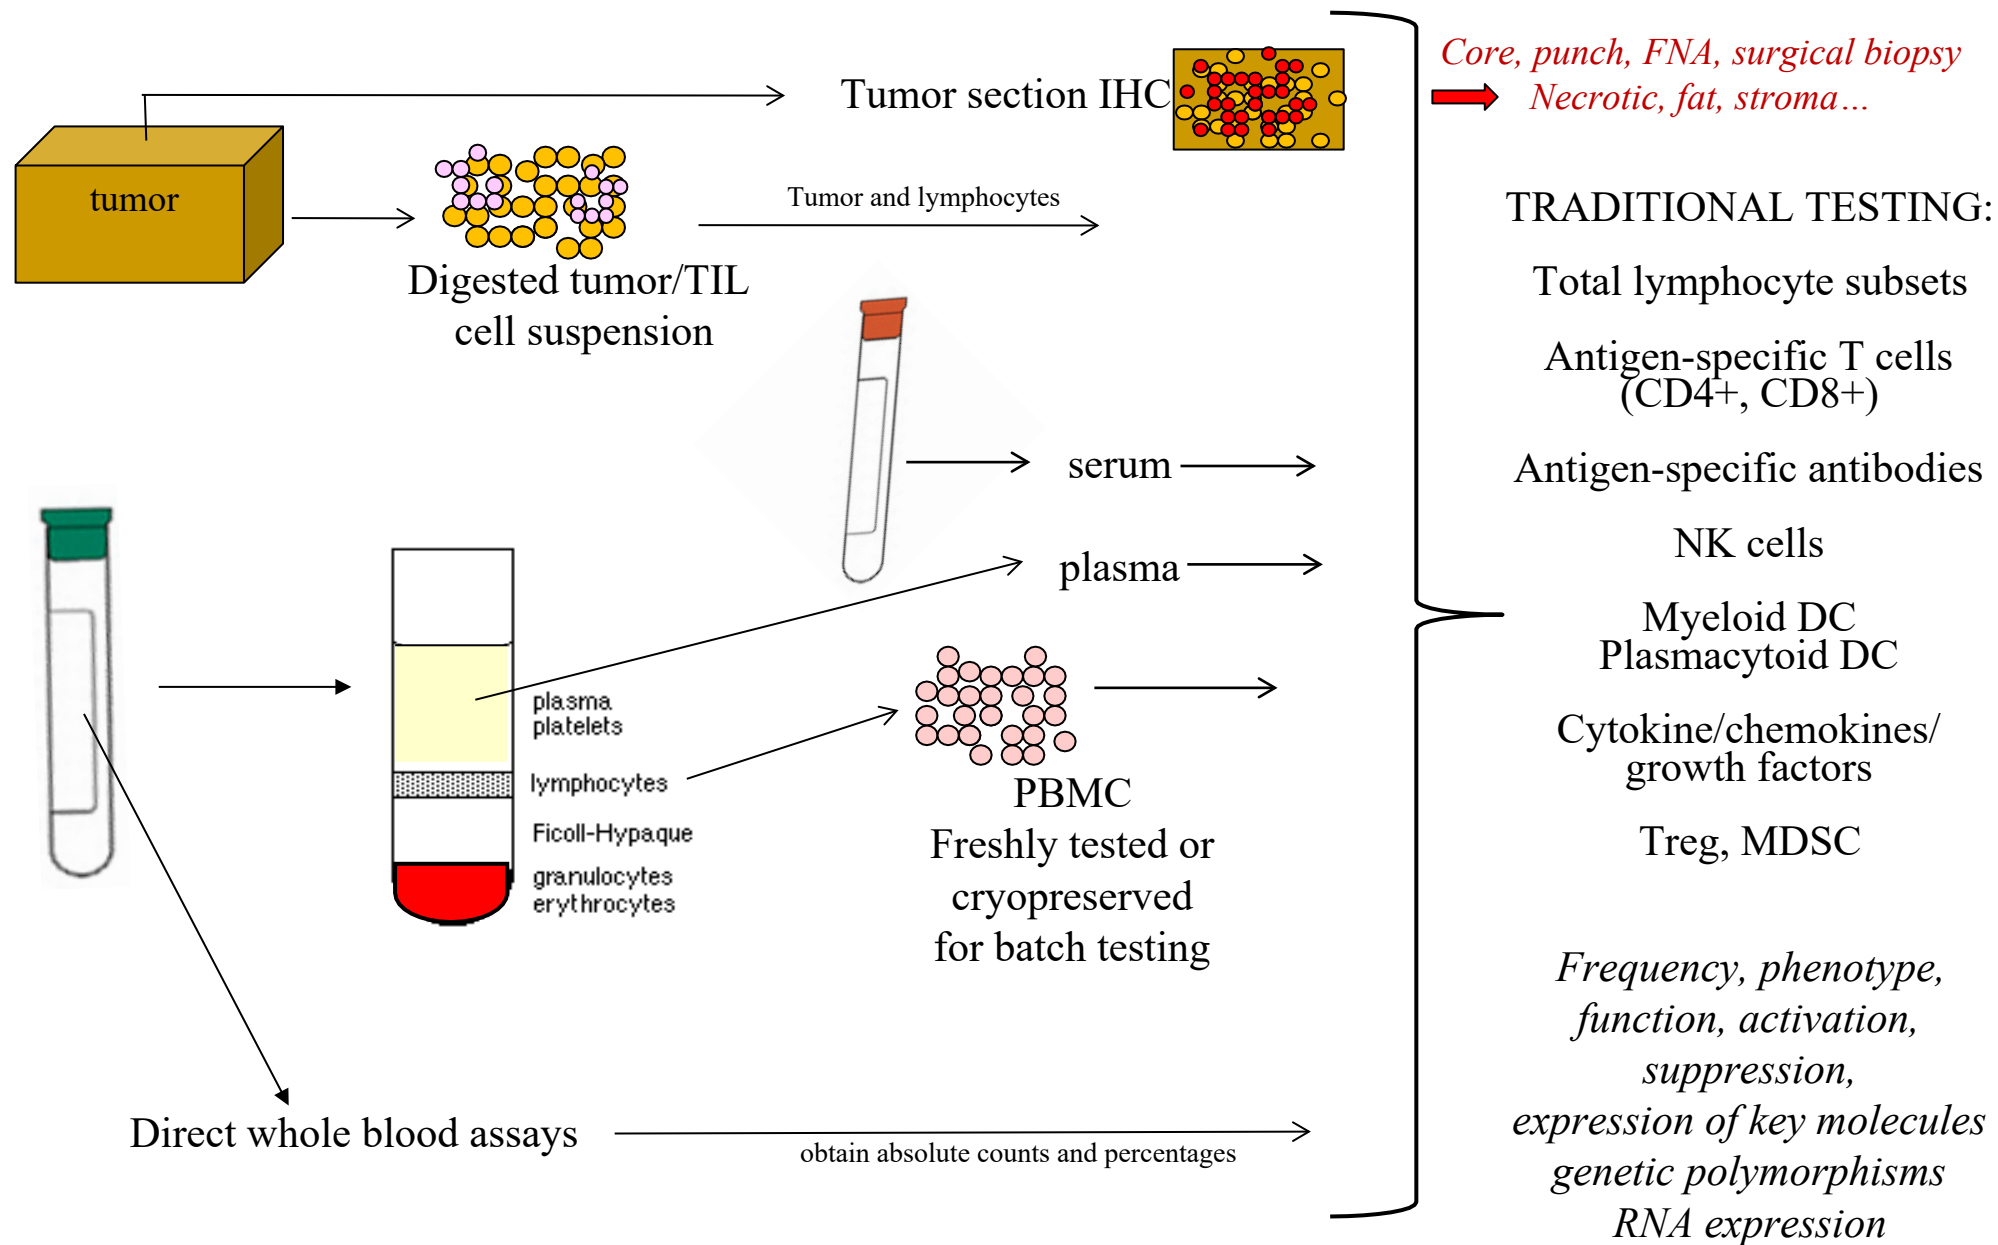 Tumor section IHC
Core, punch, FNA, surgical biopsy
Necrotic, fat, stroma…
tumor
Tumor and lymphocytes
Digested tumor/TIL
cell suspension
serum
plasma
plasma
platelets
lymphocytes
Ficoll-Hypaque
granulocytes
erythrocytes
PBMC
Freshly tested or
cryopreserved
for batch testing
Direct whole blood assays
obtain absolute counts and percentages
TRADITIONAL TESTING:
Total lymphocyte subsets
Antigen-specific T cells
(CD4+, CD8+)
Antigen-specific antibodies
NK cells
Myeloid DC
Plasmacytoid DC
Cytokine/chemokines/
growth factors
Treg, MDSC
Frequency, phenotype,
function, activation,
suppression,
expression of key molecules
genetic polymorphisms
RNA expression